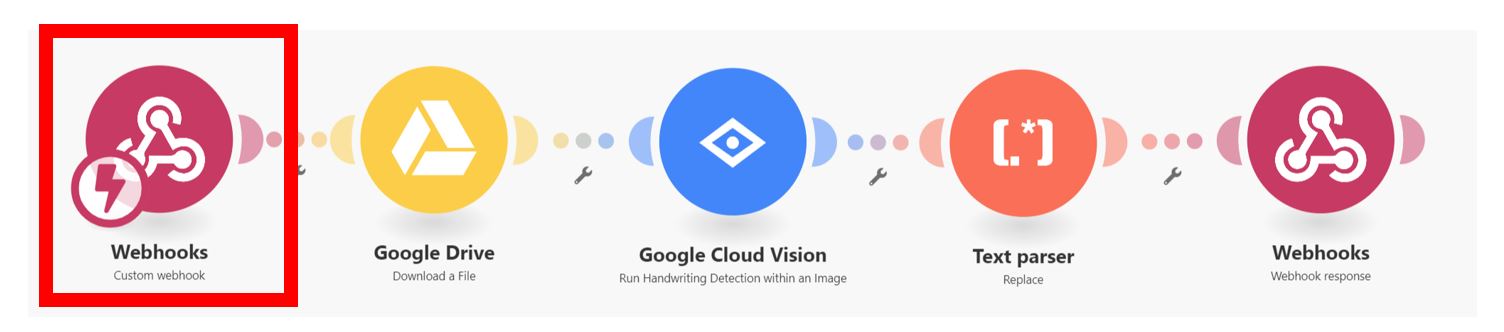 Webhooks
Custom webhook
Google Drive
Download a File
Google Cloud Vision
Run Handwriting Detection within an Image
[.*]
Text parser
Replace
Webhooks
Webhook response